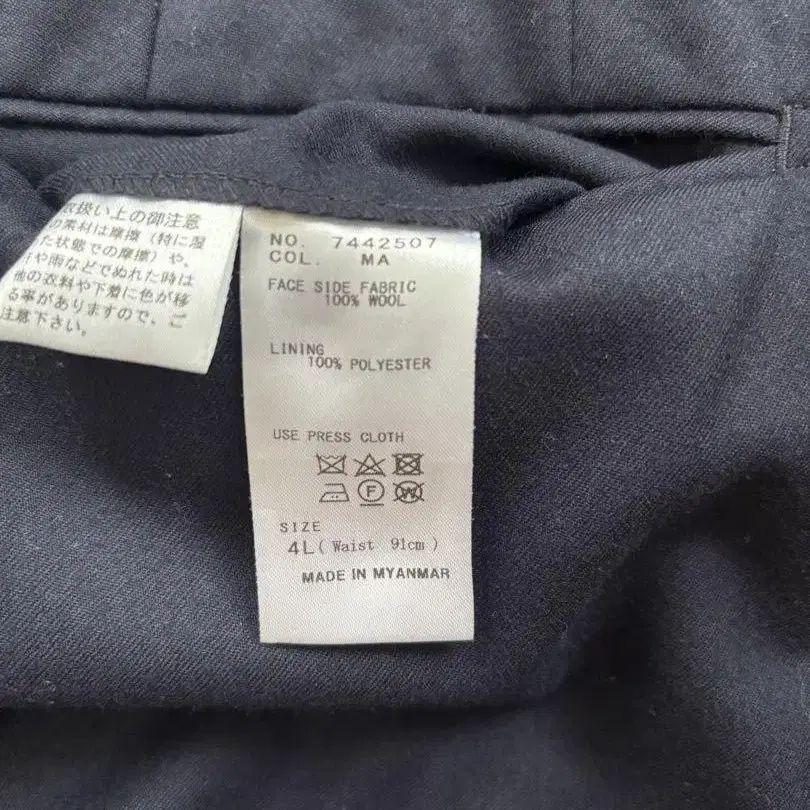 取扱い上の御注意
の素材は摩擦（特に湿
た状態での摩擦）や、
や雨などでぬれた時は
他の衣料や下着に色が移
る事がありますので、ご
注意下さい。
NO. 7442507
COL. MA
FACE SIDE FABRIC
100% WOOL
LINING
100% POLYESTER
USE PRESS CLOTH
F
W
SIZE
4L( Waist 91cm )
MADE IN MYANMAR